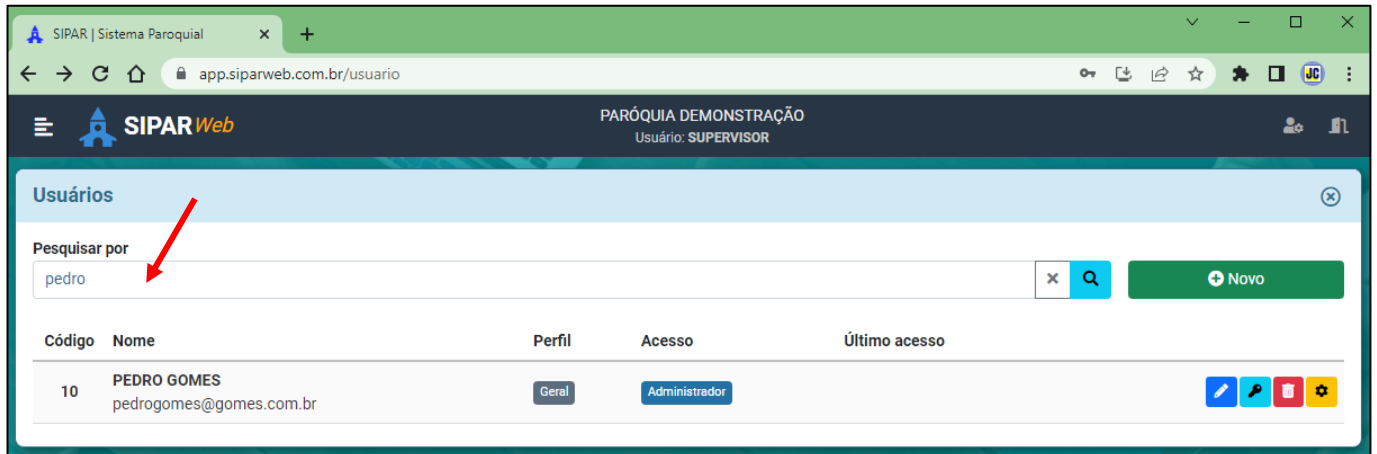 SIPAR | Sistema Paroquial
app.siparweb.com.br/usuario
JC
SIPAR Web
PARÓQUIA DEMONSTRAÇÃO
Usuário: SUPERVISOR
Usuários
Pesquisar por
pedro
Novo
Código Nome Perfil Acesso Último acesso
10 PEDRO GOMES Geral Administrador
pedrogomes@gomes.com.br